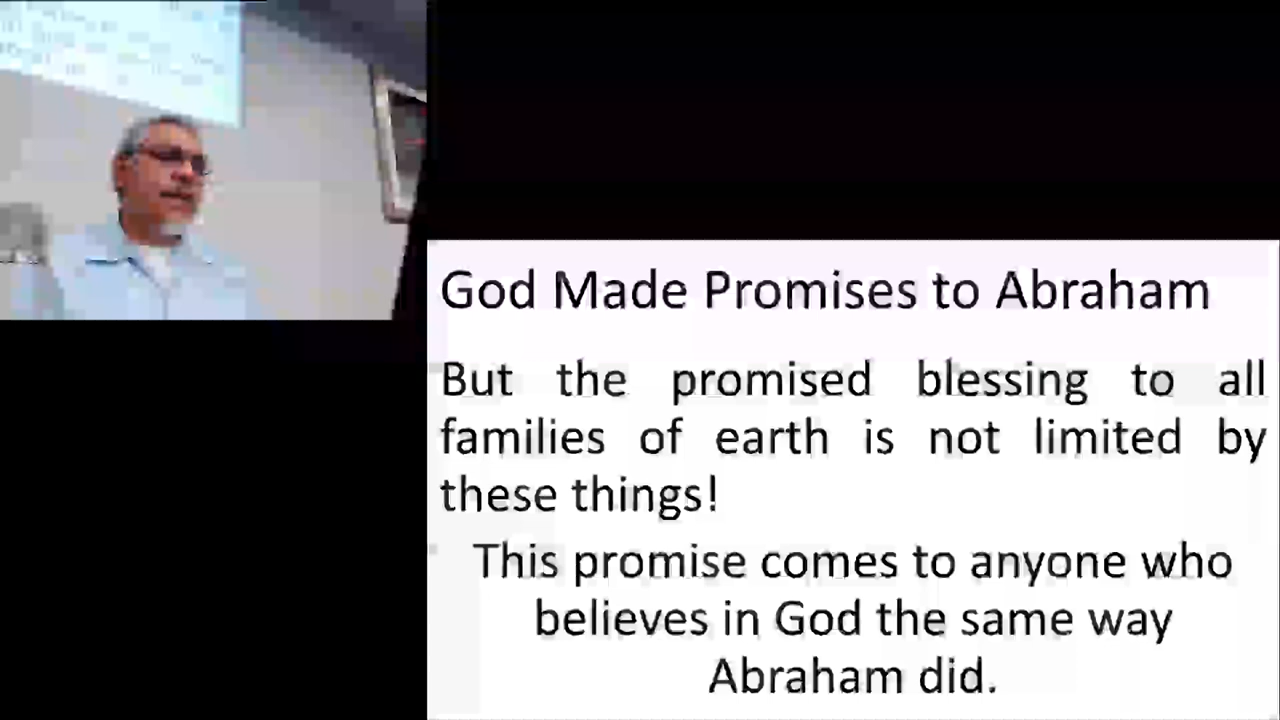 God Made Promises to Abraham
But the promised blessing to all
families of earth is not limited by
these things!
This promise comes to anyone who
believes in God the same way
Abraham did.